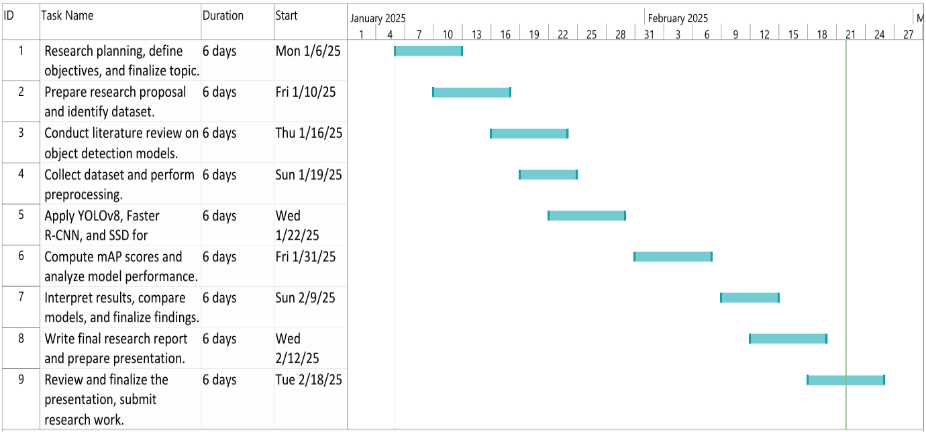 ID Task Name Duration Start January 2025 February 2025 M
1 4 7 10 13 16 19 22 25 28 31 3 6 9 12 15 18 21 24 27
1 Research planning, define 6 days Mon 1/6/25
objectives, and finalize topic.
2 Prepare research proposal 6 days Fri 1/10/25
and identify dataset.
3 Conduct literature review on 6 days Thu 1/16/25
object detection models.
4 Collect dataset and perform 6 days Sun 1/19/25
preprocessing.
5 Apply YOLOv8, Faster 6 days Wed
R-CNN, and SSD for 1/22/25
6 Compute mAP scores and 6 days Fri 1/31/25
analyze model performance.
7 Interpret results, compare 6 days Sun 2/9/25
models, and finalize findings.
8 Write final research report 6 days Wed
and prepare presentation. 2/12/25
9 Review and finalize the 6 days Tue 2/18/25
presentation, submit
research work.